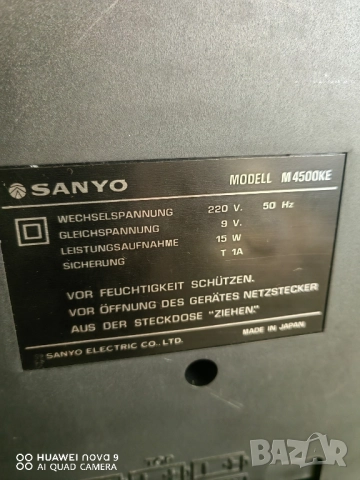 SANYO MODELL M4500KE
WECHSELSPANNUNG 220 V. 50 Hz
GLEICHSPANNUNG 9 V.
LEISTUNGSAUFNAHME 15 W
SICHERUNG T 1A
VOR FEUCHTIGKEIT SCHÜTZEN.
VOR ÖFFNUNG DES GERÄTES NETZSTECKER
AUS DER STECKDOSE "ZIEHEN."
SANYO ELECTRIC CO., LTD. MADE IN JAPAN
HUAWEI nova 9
AI QUAD CAMERA
bazar